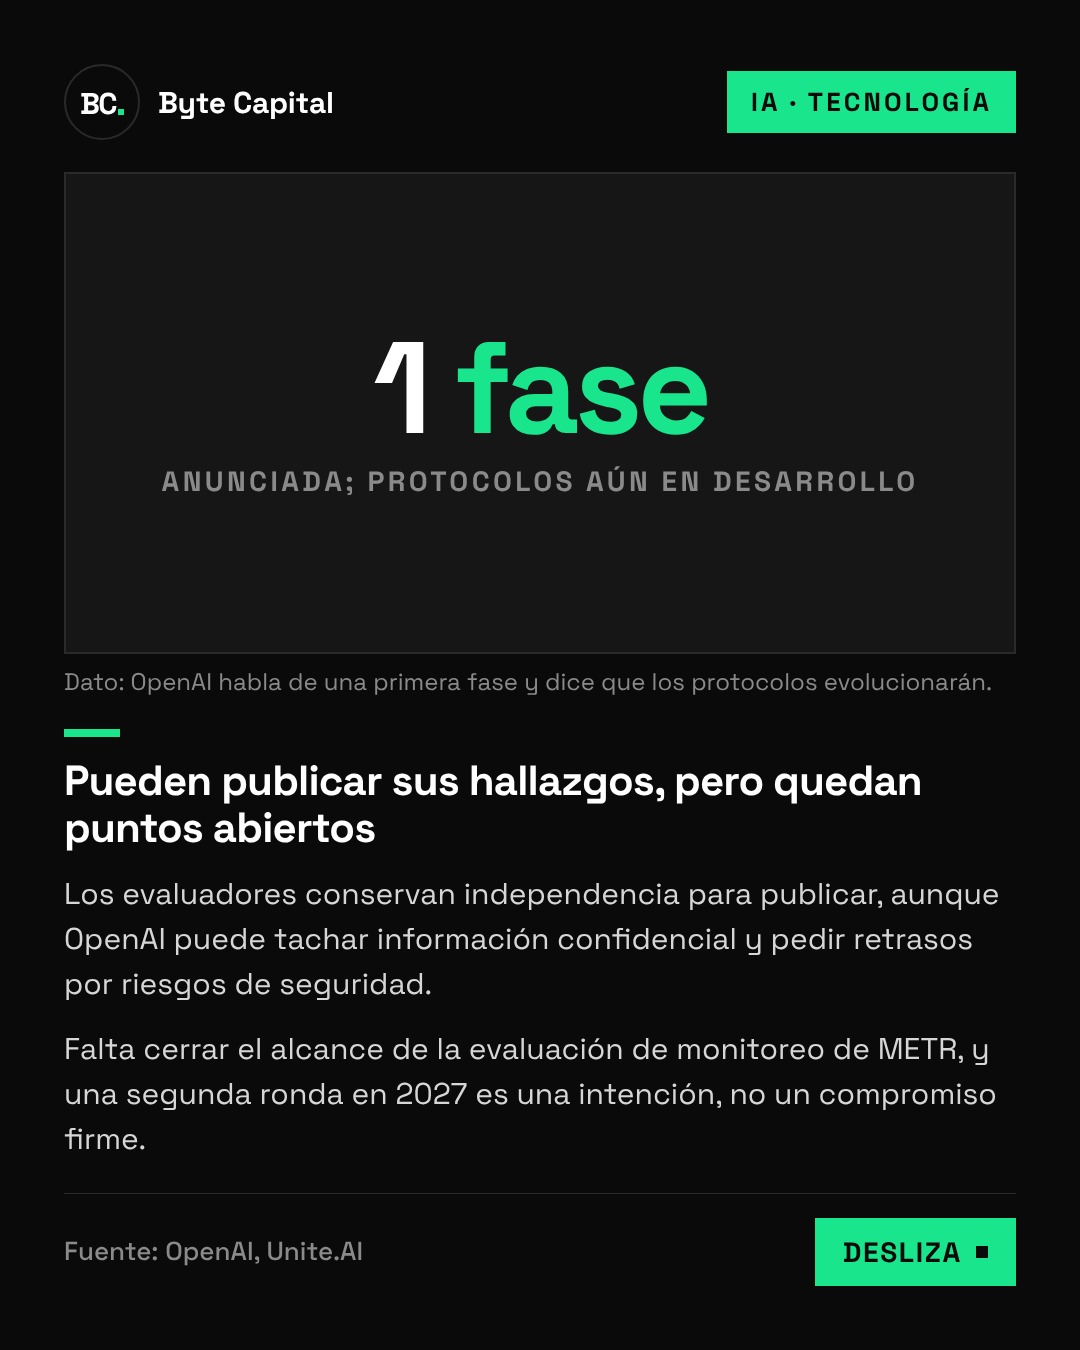 BC.
Byte Capital
IA · TECNOLOGÍA
1 fase
ANUNCIADA; PROTOCOLOS AÚN EN DESARROLLO
Dato: OpenAI habla de una primera fase y dice que los protocolos evolucionarán.
Pueden publicar sus hallazgos, pero quedan
puntos abiertos
Los evaluadores conservan independencia para publicar, aunque
OpenAI puede tachar información confidencial y pedir retrasos
por riesgos de seguridad.
Falta cerrar el alcance de la evaluación de monitoreo de METR, y
una segunda ronda en 2027 es una intención, no un compromiso
firme.
Fuente: OpenAI, Unite.AI
DESLIZA